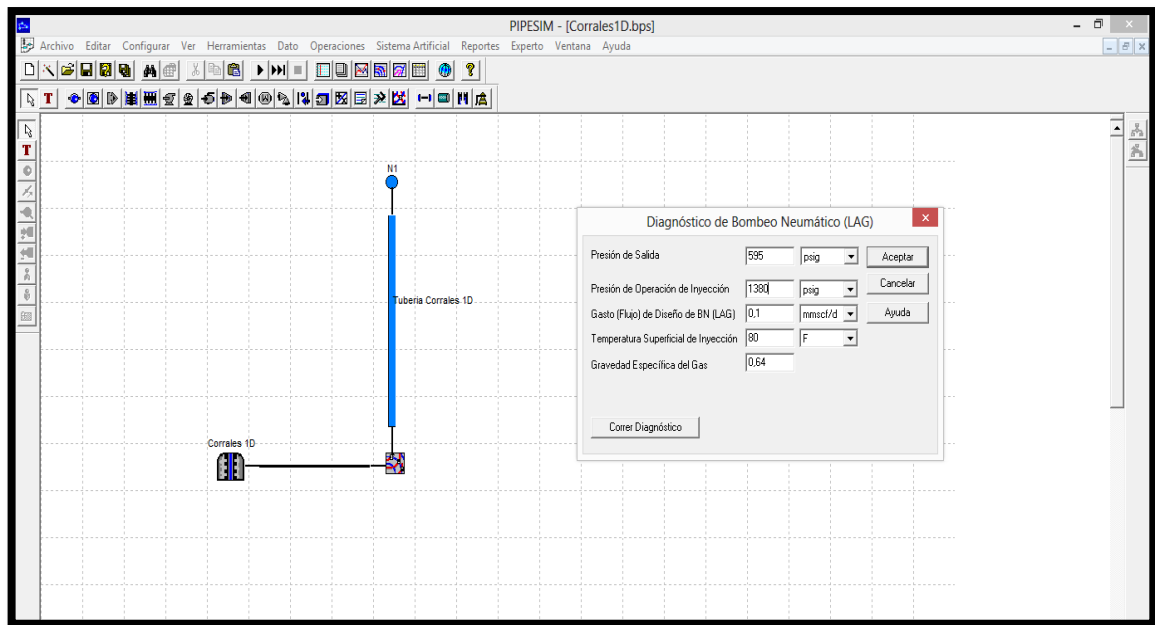 PIPESIM - [Corrales1D.bps]
Archivo Editar Configurar Ver Herramientas Dato Operaciones Sistema Artificial Reportes Experto Ventana Ayuda
T
T
N1
Tuberia Corrales 1D
Corrales 1D
Diagnóstico de Bombeo Neumático (LAG)
Presión de Salida 595 psig Aceptar
Presión de Operación de Inyección 1380 psig Cancelar
Gasto (Flujo) de Diseño de BN (LAG) 0,1 mmscf/d Ayuda
Temperatura Superficial de Inyección 80 F
Gravedad Específica del Gas 0,64
Correr Diagnóstico